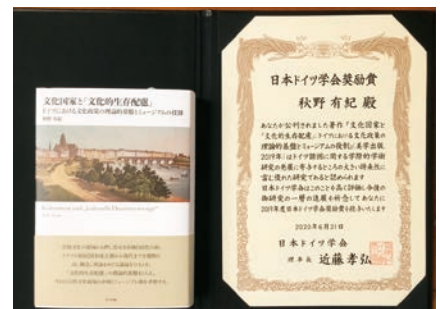 文化国家と「文化的生存配慮」
ドイツにおける文化政策の理論的基盤とミュージアムの役割
秋野有紀
Kulturstaat und „kulturelle Daseinsvorsorge"
日本ドイツ学会奨励賞
秋野 有紀 殿
あなたが公刊されました著作『文化国家と
「文化的生存配慮」ドイツにおける文化政策の
理論的基盤とミュージアムの役割』(美学出版、
2019年)はドイツ語圏に関する学際的学術
研究の発展に寄与するところの大きい独創性に
富む優れた研究であると認められます
日本ドイツ学会はこのことを高く評価し今後の
御研究の一層の進展を祈念してあなたに
2019年度日本ドイツ学会奨励賞を授与いたします
2020年6月21日
日本ドイツ学会
理事長 近藤孝弘